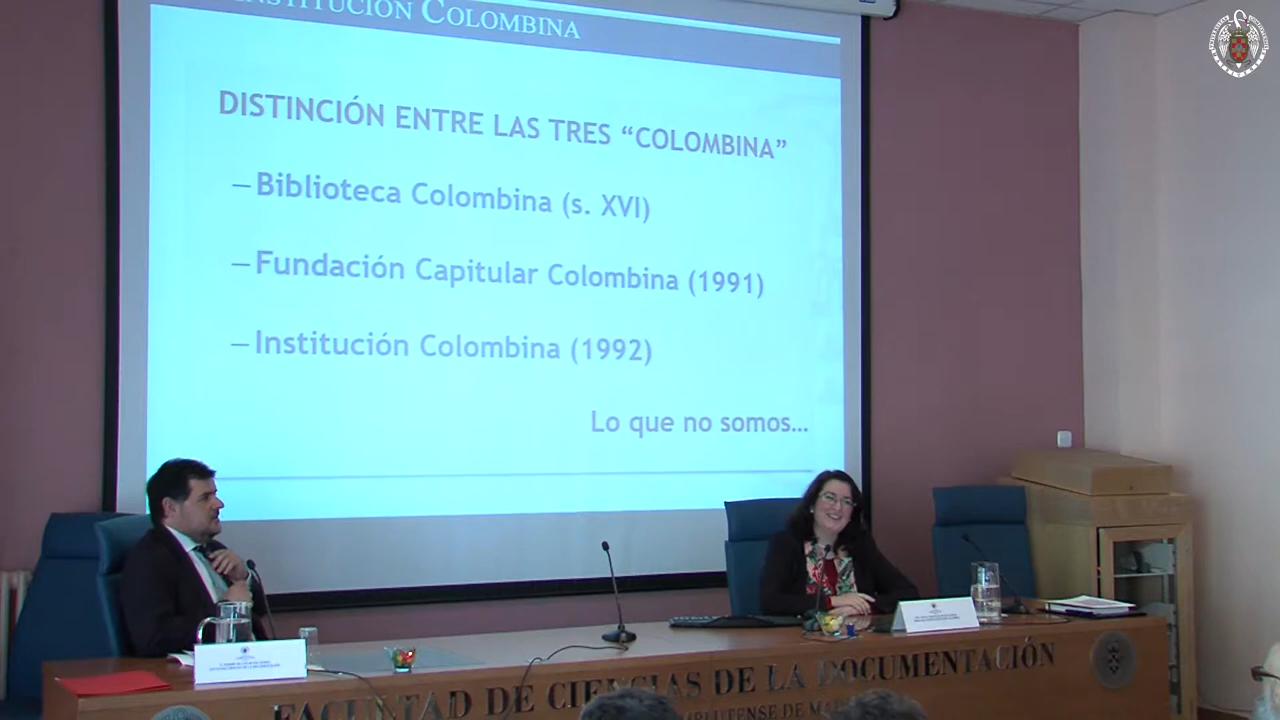 INSTITUCIÓN COLOMBINA
DISTINCIÓN ENTRE LAS TRES “COLOMBINA”
–Biblioteca Colombina (s. XVI)
–Fundación Capitular Colombina (1991)
–Institución Colombina (1992)
Lo que no somos…
FACULTAD DE CIENCIAS DE LA DOCUMENTACIÓN